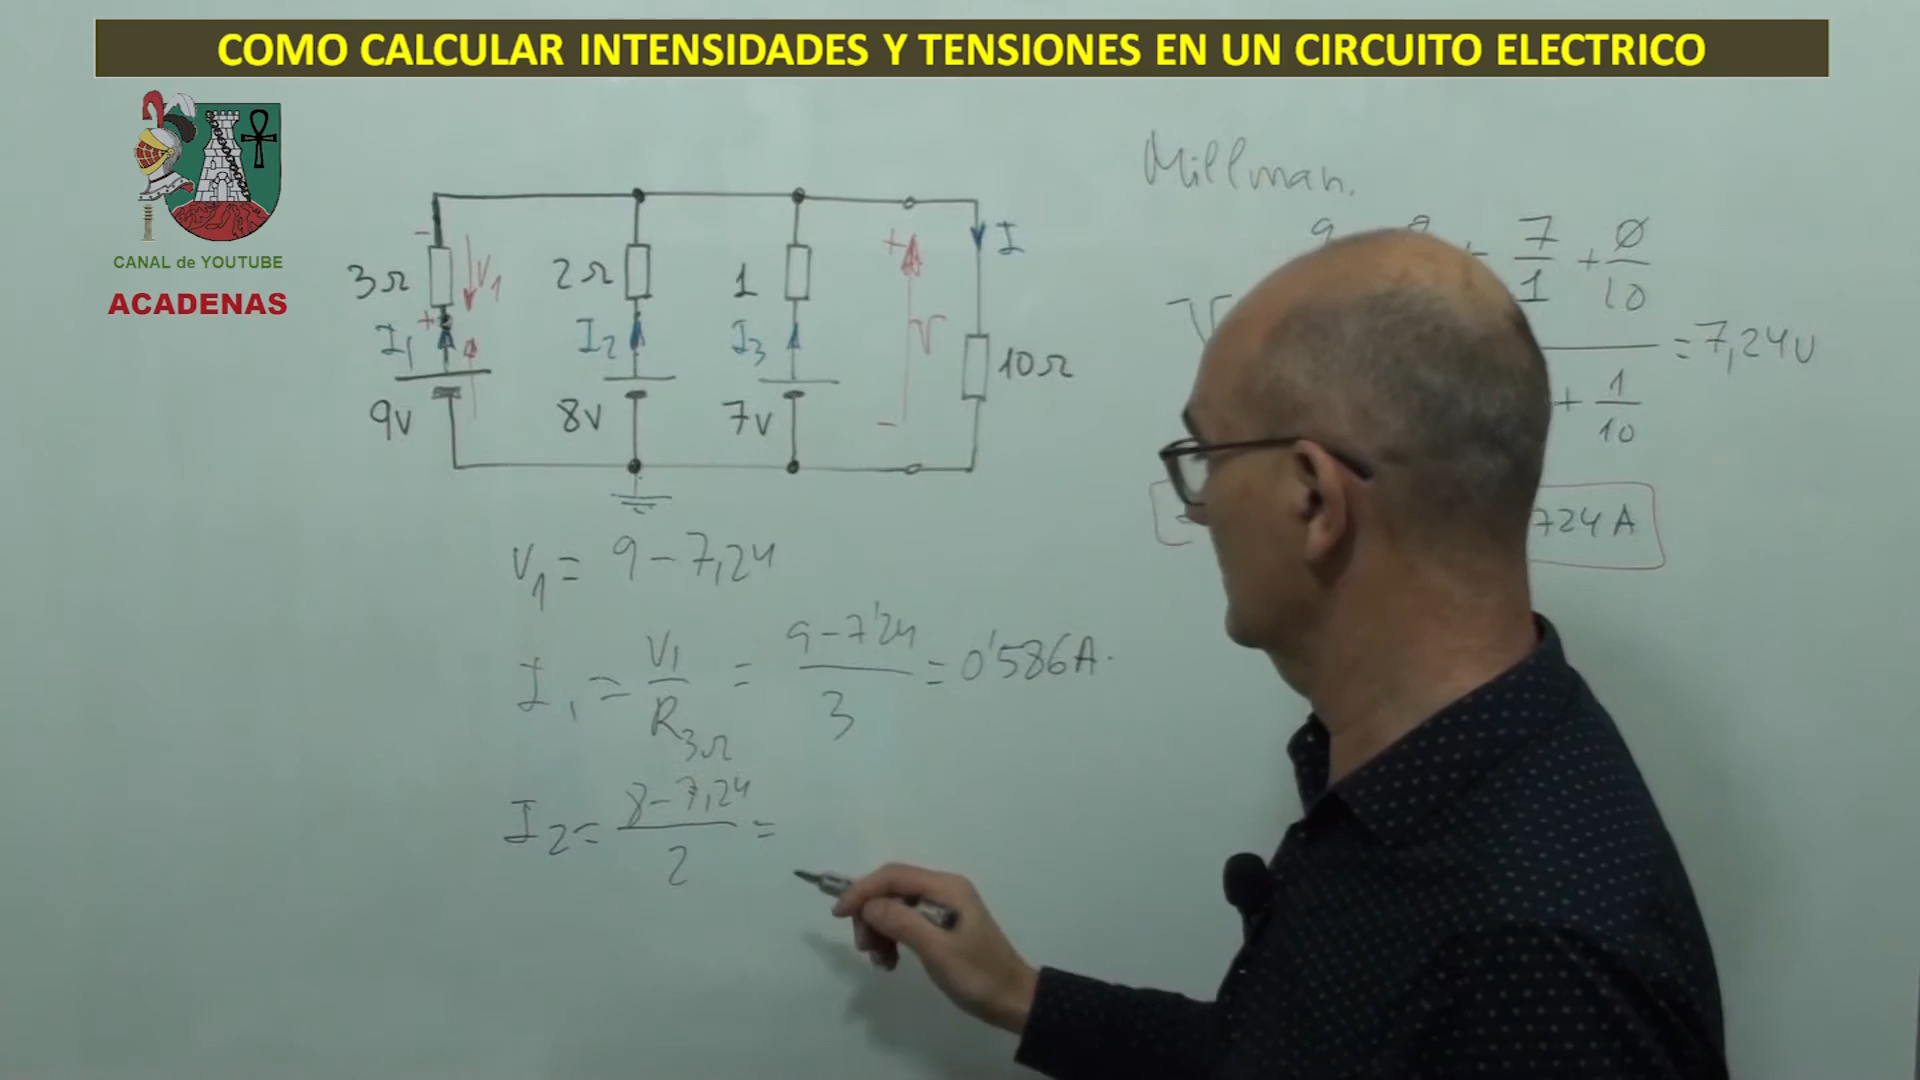 COMO CALCULAR INTENSIDADES Y TENSIONES EN UN CIRCUITO ELECTRICO
CANAL de YOUTUBE
ACADENAS
Millman.
7/1 + 0/10
+ 1/10
= 7,24V
724 A
3Ω
V1
I1
9V
2Ω
I2
8V
1
I3
7V
V
I
10Ω
V1 = 9 - 7,24
I1 = V1/R3Ω = 9-7'24/3 = 0'586A.
I2 = 8-7,24/2 =